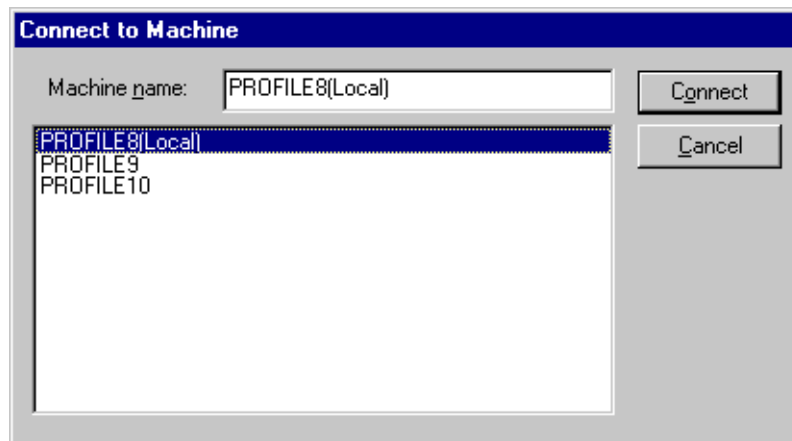 Connect to Machine
Machine name:
PROFILE8(Local)
Connect
PROFILE8(Local)
PROFILE9
PROFILE10
Cancel